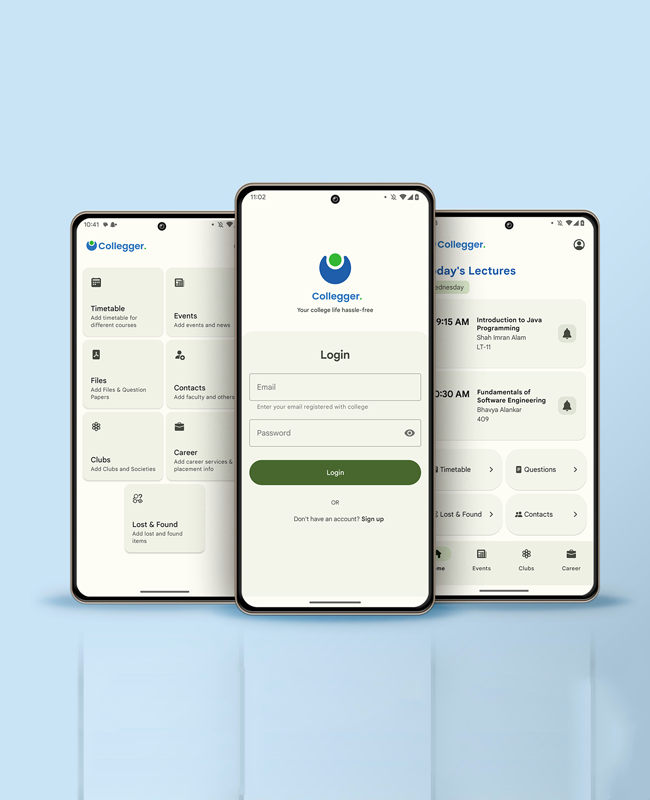 10:41
Collegger.
Timetable
Add timetable for
different courses
Events
Add events and news
Files
Add Files & Question
Papers
Contacts
Add faculty and others
Clubs
Add Clubs and Societies
Career
Add career services &
placement info
Lost & Found
Add lost and found
items
11:02
Collegger.
Your college life hassle-free
Login
Email
Enter your email registered with college
Password
Login
OR
Don't have an account? Sign up
Collegger.
day's Lectures
ednesday
9:15 AM
Introduction to Java
Programming
Shah Imran Alam
LT-11
0:30 AM
Fundamentals of
Software Engineering
Bhavya Alankar
409
Timetable
Questions
Lost & Found
Contacts
me
Events
Clubs
Career